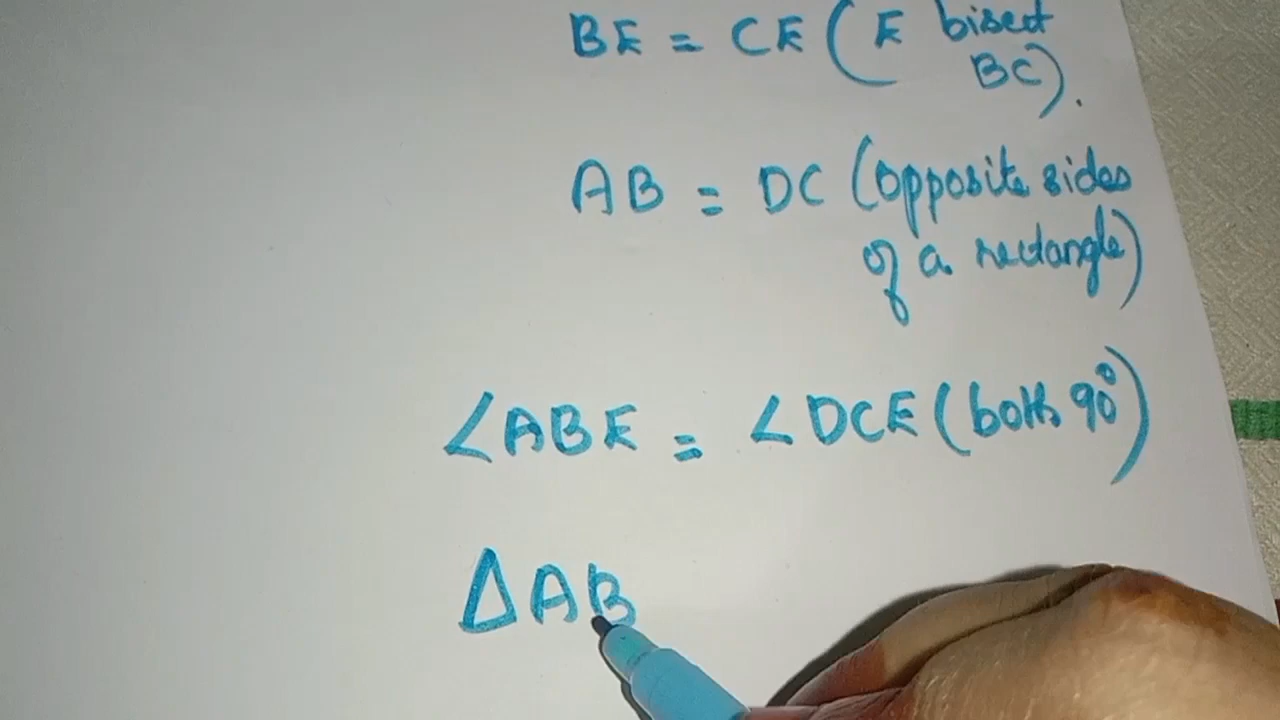 BE = CE (E bisect
BC).
AB = DC (opposite sides
of a rectangle)
∠ABE = ∠DCE (both 90°)
ΔAB